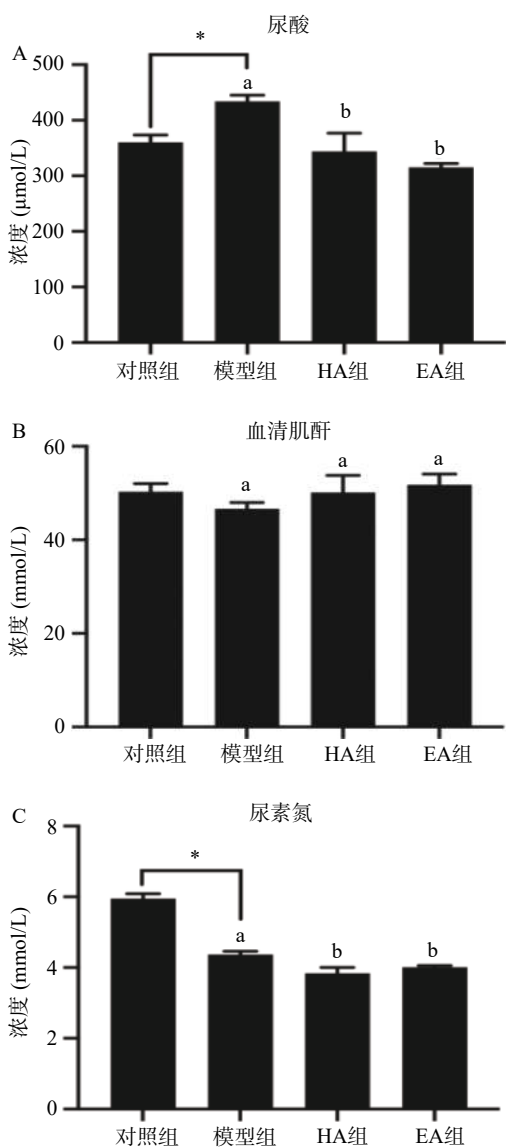 A
尿酸
*
500
a
b
b
400
300
200
100
0
浓度 (μmol/L)
对照组 模型组 HA组 EA组
B
血清肌酐
60
a
a
a
40
20
0
浓度 (mmol/L)
对照组 模型组 HA组 EA组
C
尿素氮
8
*
6
a
b
b
4
2
0
浓度 (mmol/L)
对照组 模型组 HA组 EA组